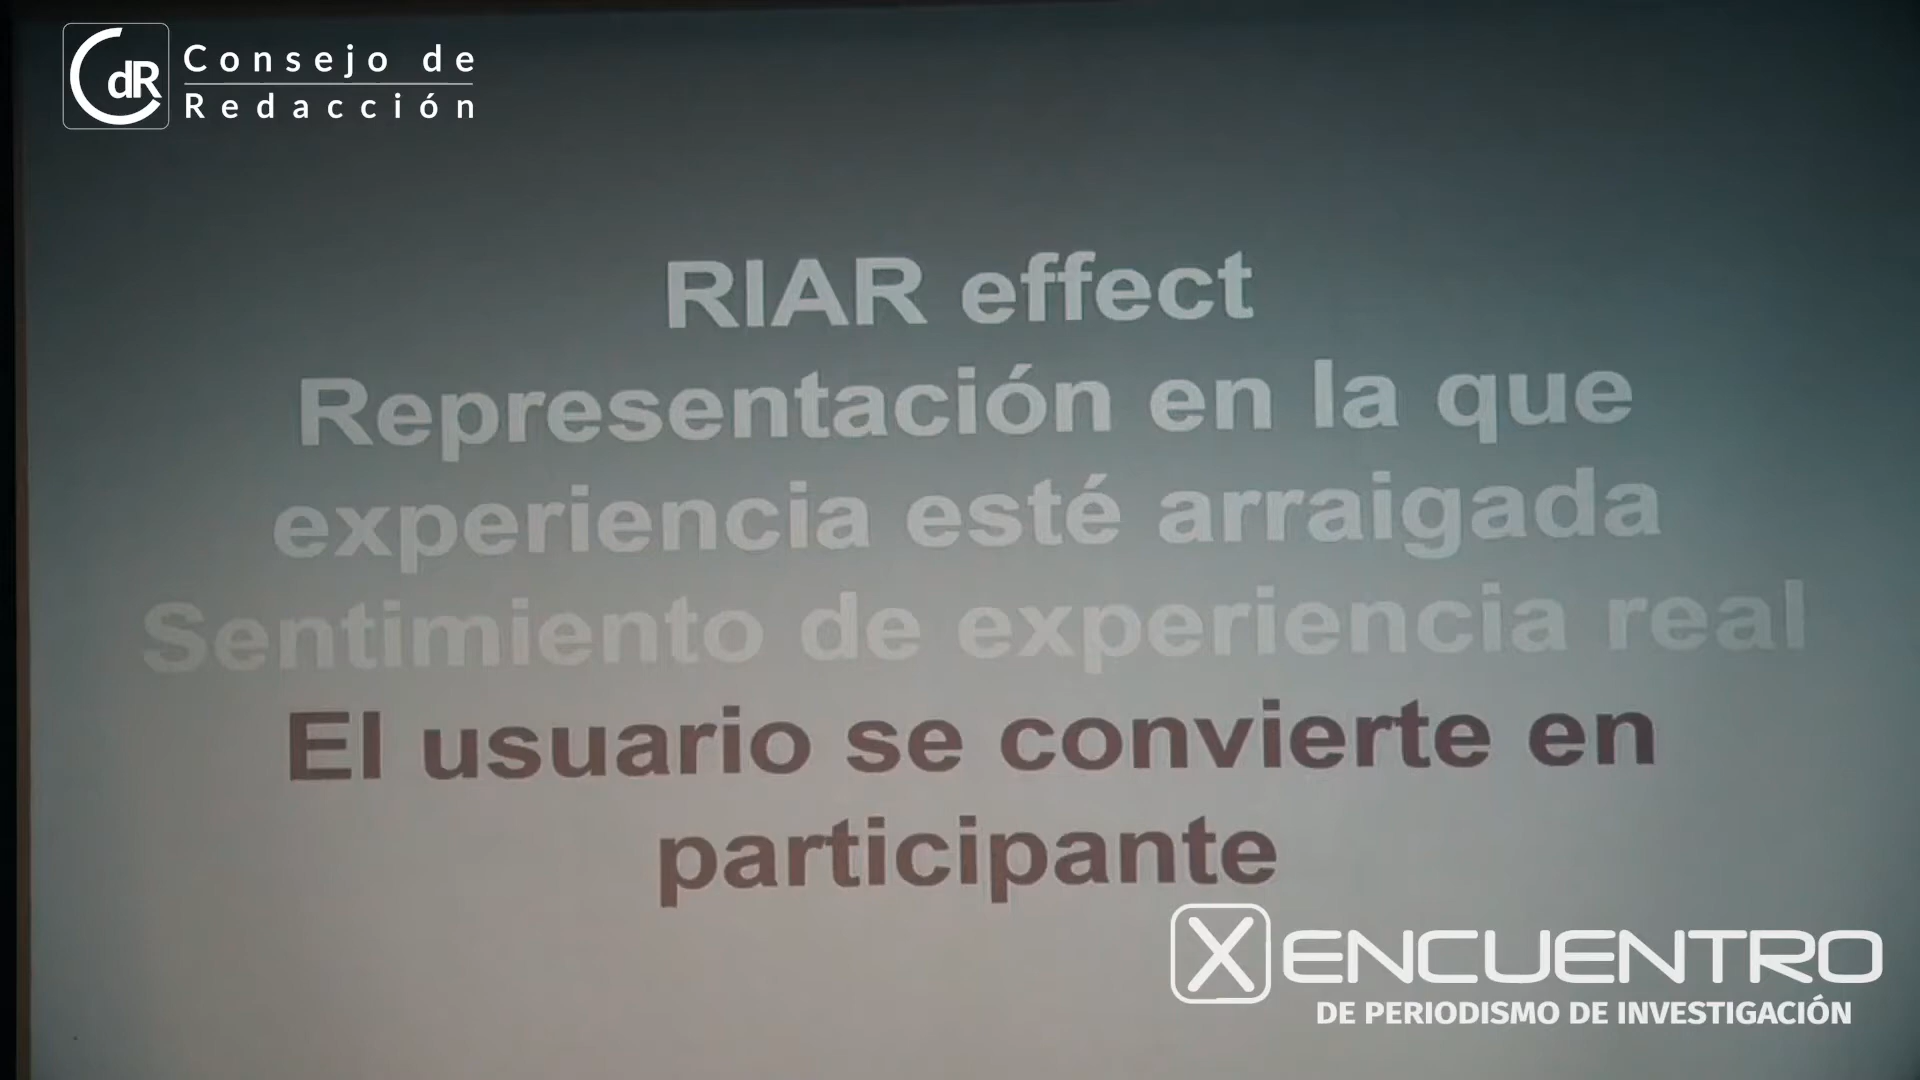 CdR
Consejo de
Redacción
RIAR effect
Representación en la que
experiencia esté arraigada
Sentimiento de experiencia real
El usuario se convierte en
participante
X ENCUENTRO
DE PERIODISMO DE INVESTIGACIÓN